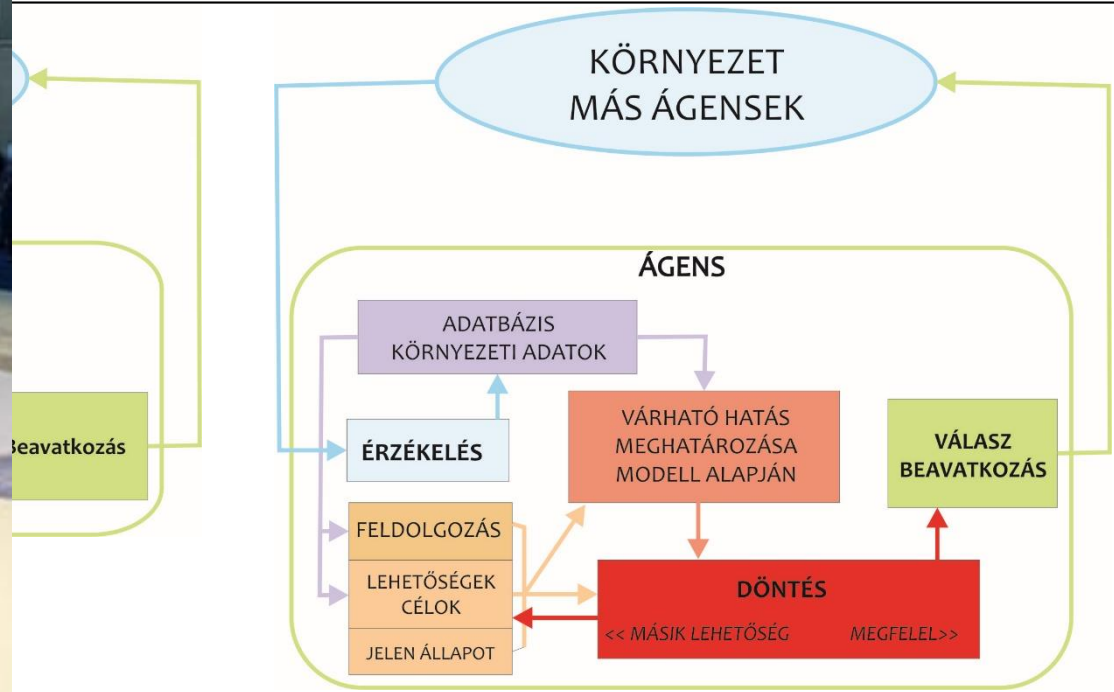 KÖRNYEZET
MÁS ÁGENSEK
ÁGENS
ADATBÁZIS
KÖRNYEZETI ADATOK
ÉRZÉKELÉS
VÁRHATÓ HATÁS
MEGHATÁROZÁSA
MODELL ALAPJÁN
VÁLASZ
BEAVATKOZÁS
FELDOLGOZÁS
LEHETŐSÉGEK
CÉLOK
JELEN ÁLLAPOT
DÖNTÉS
<< MÁSIK LEHETŐSÉG MEGFELEL>>
Beavatkozás